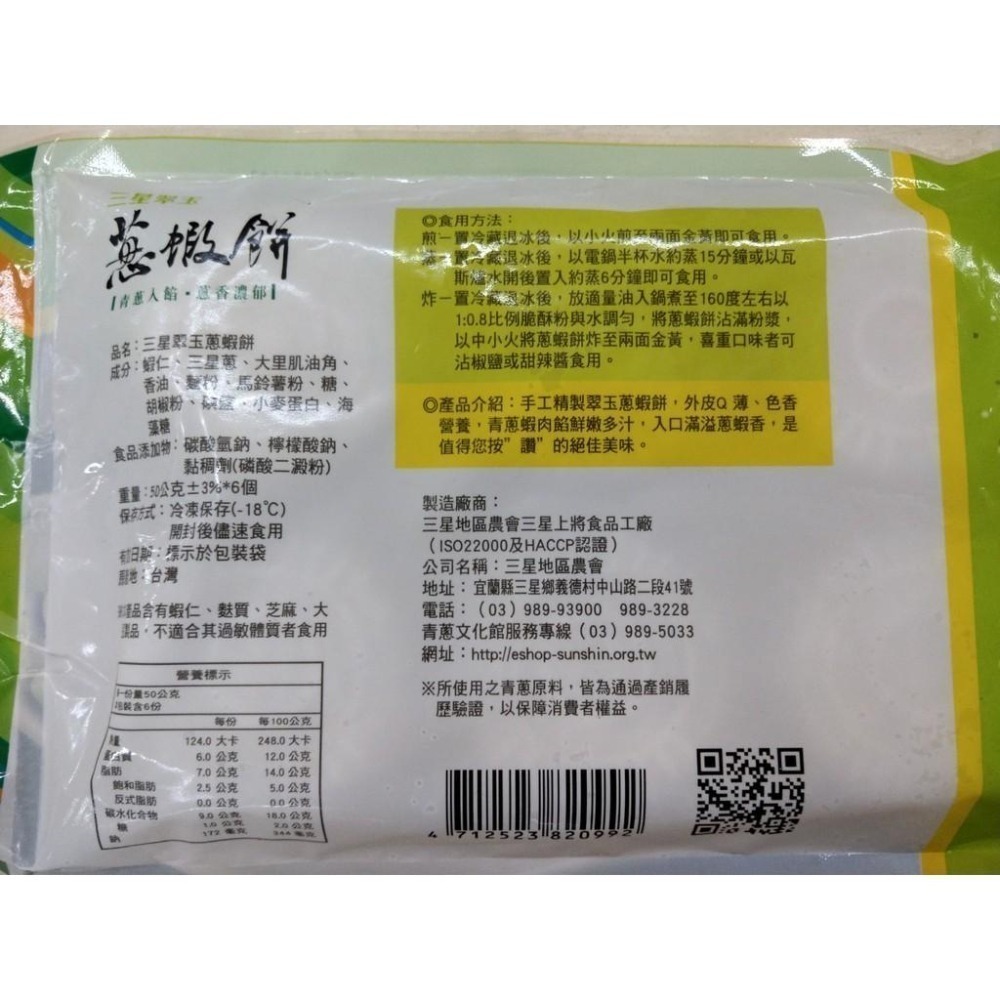 三星翠玉
蔥蝦餅
青蔥入餡・蔥香濃郁
品名：三星翠玉蔥蝦餅
成分：蝦仁、三星蔥、大里肌油角、
香油、麵粉、馬鈴薯粉、糖、
胡椒粉、碘鹽、小麥蛋白、海
藻糖
食品添加物：碳酸氫鈉、檸檬酸鈉、
黏稠劑(磷酸二澱粉)
重量：50公克±3%*6個
保存方式：冷凍保存(-18℃)
開封後儘速食用
有效日期：標示於包裝袋
原產地：台灣
產品含有蝦仁、麩質、芝麻、大
製品，不適合其過敏體質者食用
營養標示
一份量50公克
包裝含6份
每份 每100公克
熱量 124.0 大卡 248.0 大卡
蛋白質 6.0 公克 12.0 公克
脂肪 7.0 公克 14.0 公克
飽和脂肪 2.5 公克 5.0 公克
反式脂肪 0.0 公克 0.0 公克
碳水化合物 9.0 公克 18.0 公克
糖 1.0 公克 2.0 公克
鈉 172 毫克 344 毫克
◎食用方法：
煎－置冷藏退冰後，以小火煎至兩面金黃即可食用。
蒸－置冷藏退冰後，以電鍋半杯水約蒸15分鐘或以瓦
斯爐水開後置入約蒸6分鐘即可食用。
炸－置冷藏退冰後，放適量油入鍋煮至160度左右以
1:0.8比例脆酥粉與水調勻，將蔥蝦餅沾滿粉漿，
以中小火將蔥蝦餅炸至兩面金黃，喜重口味者可
沾椒鹽或甜辣醬食用。
◎產品介紹：手工精製翠玉蔥蝦餅，外皮Q 薄、色香
營養，青蔥蝦肉餡鮮嫩多汁，入口滿溢蔥蝦香，是
值得您按”讚”的絕佳美味。
製造廠商：
三星地區農會三星上將食品工廠
（ISO22000及HACCP認證）
公司名稱：三星地區農會
地址：宜蘭縣三星鄉義德村中山路二段41號
電話：（03）989-93900 989-3228
青蔥文化館服務專線（03）989-5033
網址：http://eshop-sunshin.org.tw
※所使用之青蔥原料，皆為通過產銷履
歷驗證，以保障消費者權益。
4 712523 820992